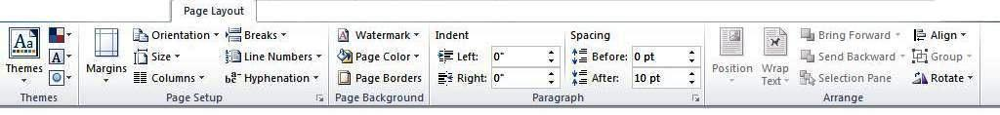 Page Layout
Aa
Themes
A
Themes
Margins
Orientation
Size
Columns
Breaks
Line Numbers
Hyphenation
Page Setup
Watermark
Page Color
Page Borders
Page Background
Indent
Left: 0"
Right: 0"
Spacing
Before: 0 pt
After: 10 pt
Paragraph
Position
Wrap
Text
Bring Forward
Send Backward
Selection Pane
Align
Group
Rotate
Arrange